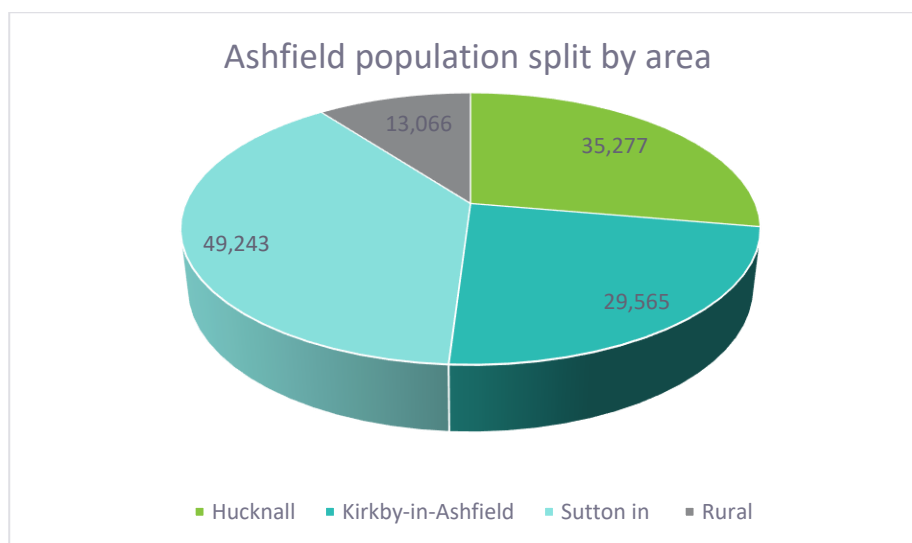 Ashfield population split by area
13,066
35,277
49,243
29,565
Hucknall Kirkby-in-Ashfield Sutton in Rural